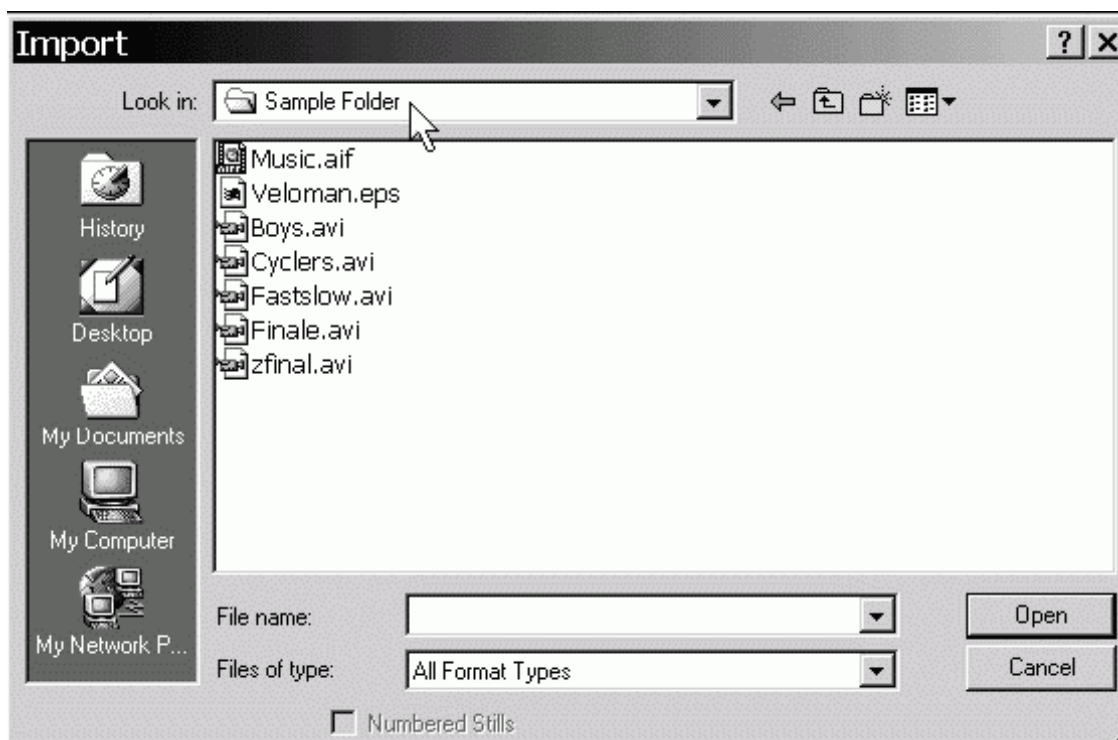 Import
Look in: Sample Folder
Music.aif
Veloman.eps
Boys.avi
Cyclers.avi
Fastslow.avi
Finale.avi
zfinal.avi
History
Desktop
My Documents
My Computer
My Network P...
File name:
Open
Files of type: All Format Types
Cancel
Numbered Stills